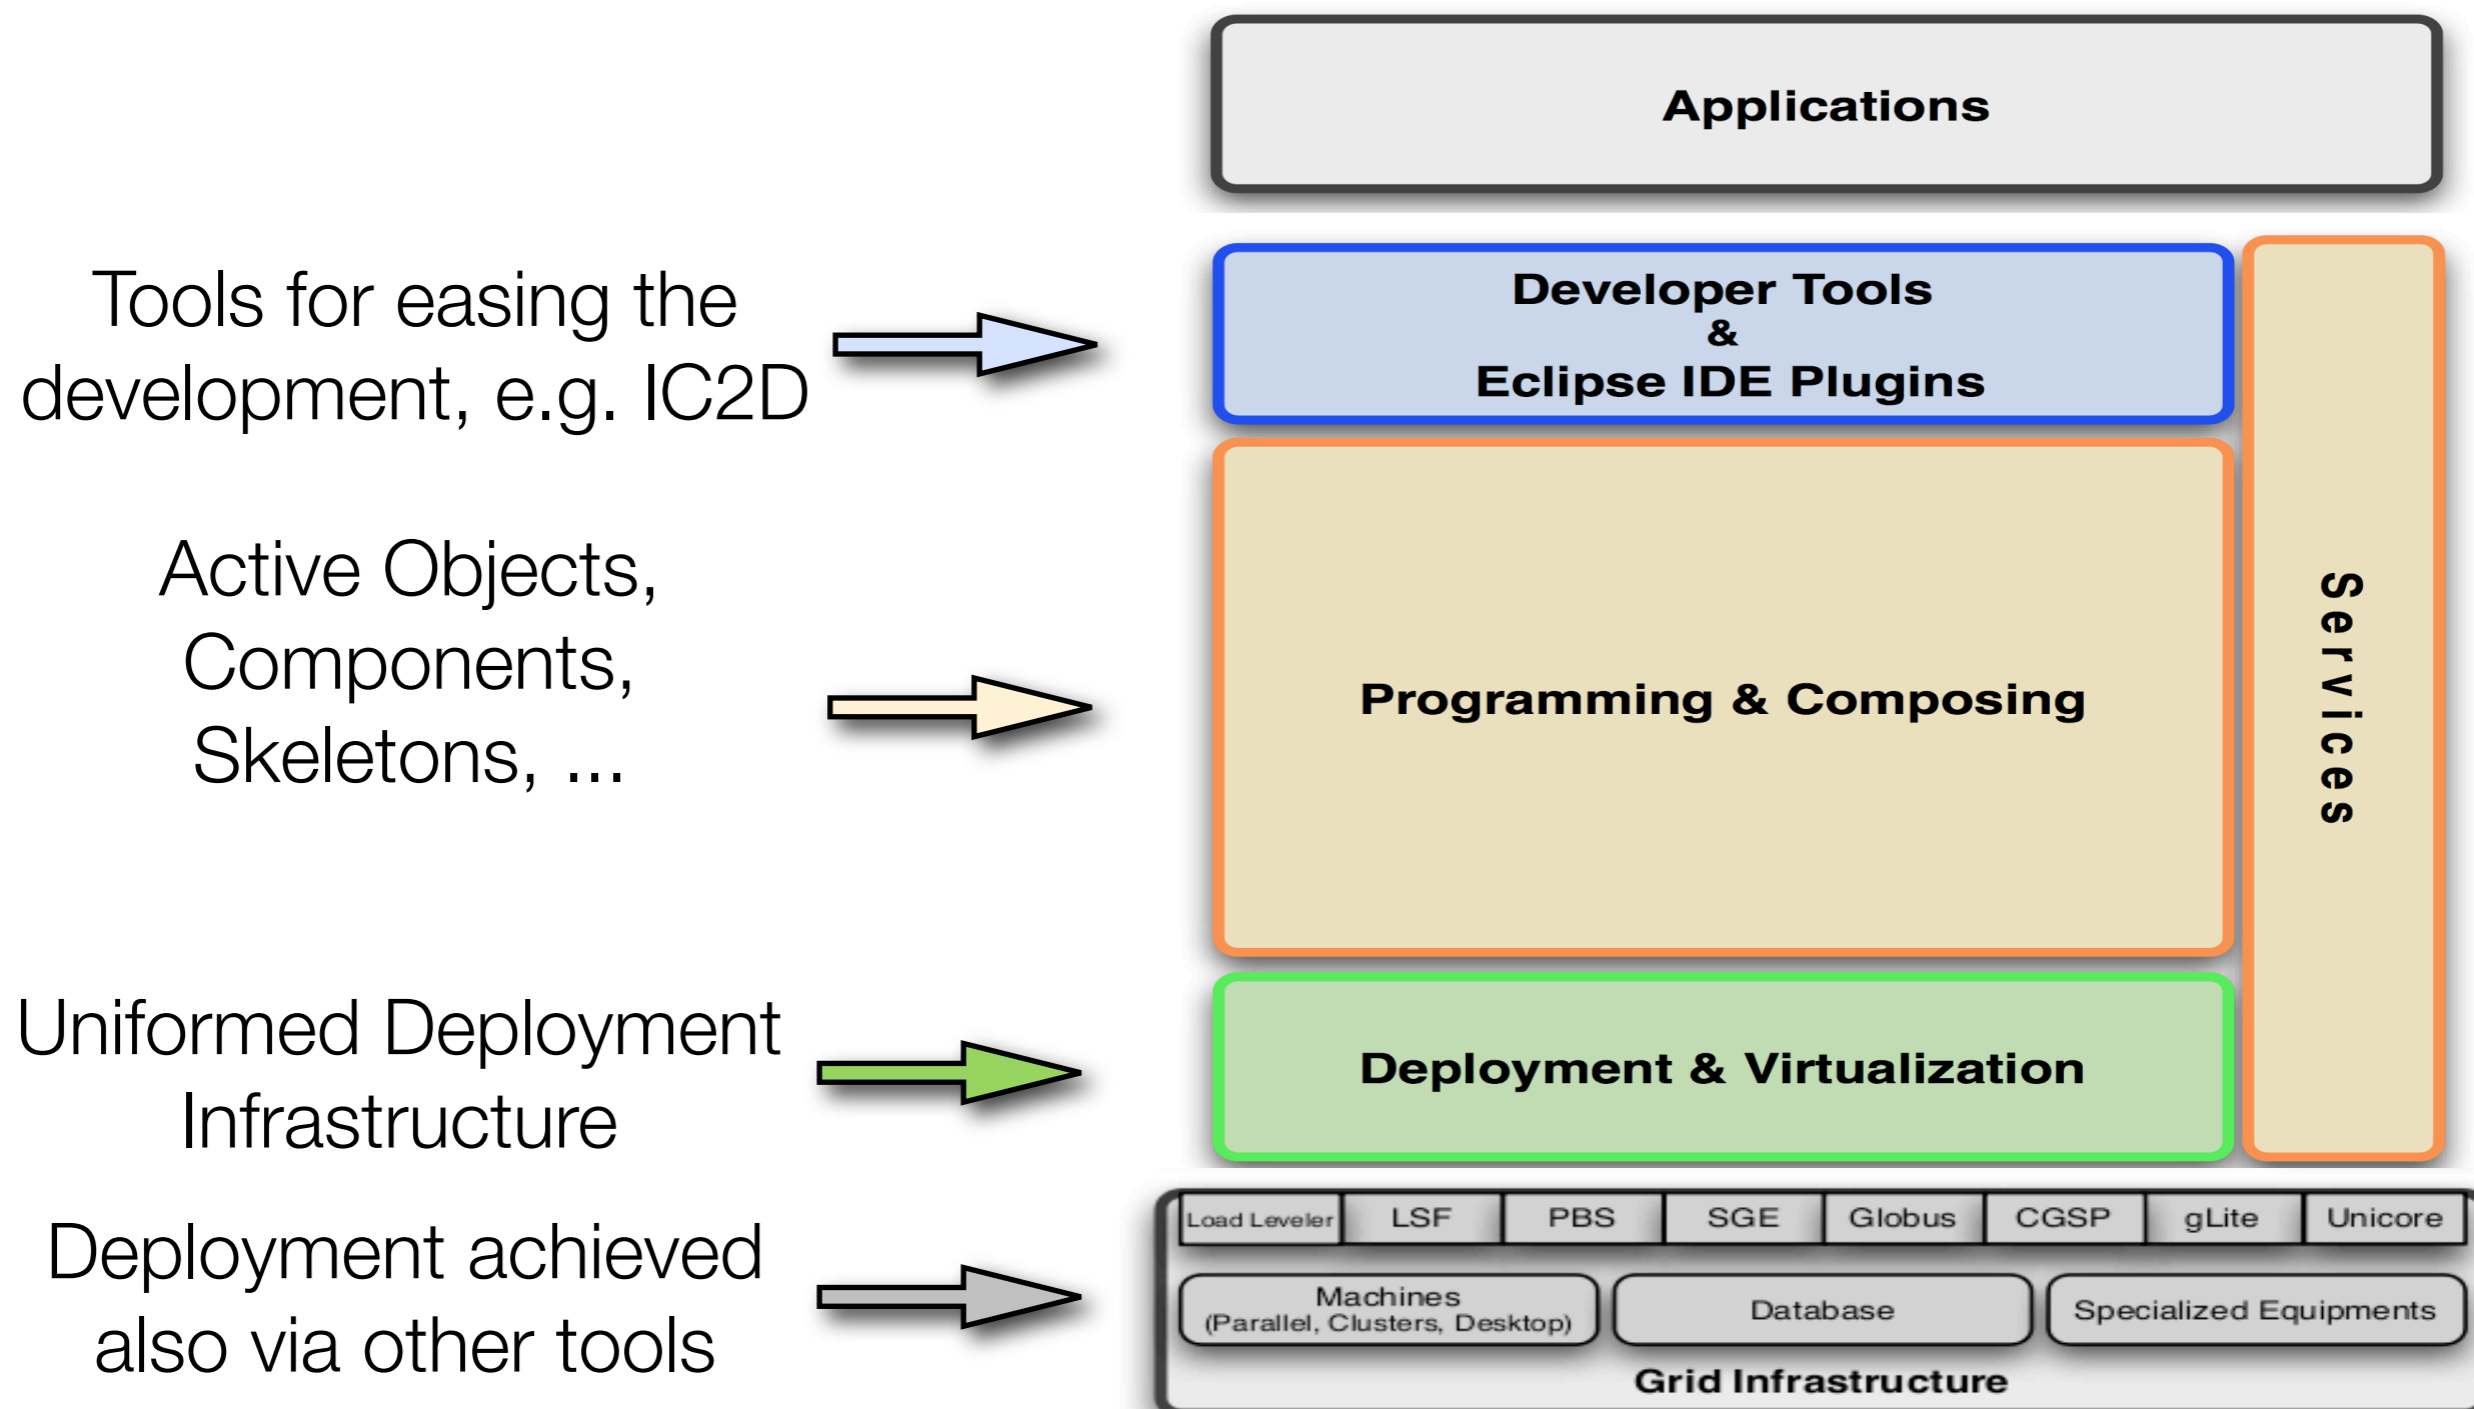 Applications
Tools for easing the
development, e.g. IC2D
Developer Tools
&
Eclipse IDE Plugins
Active Objects,
Components,
Skeletons, ...
Programming & Composing
Services
Uniformed Deployment
Infrastructure
Deployment & Virtualization
Deployment achieved
also via other tools
Load Leveler LSF PBS SGE Globus CGSP gLite Unicore
Machines
(Parallel, Clusters, Desktop)
Database
Specialized Equipments
Grid Infrastructure